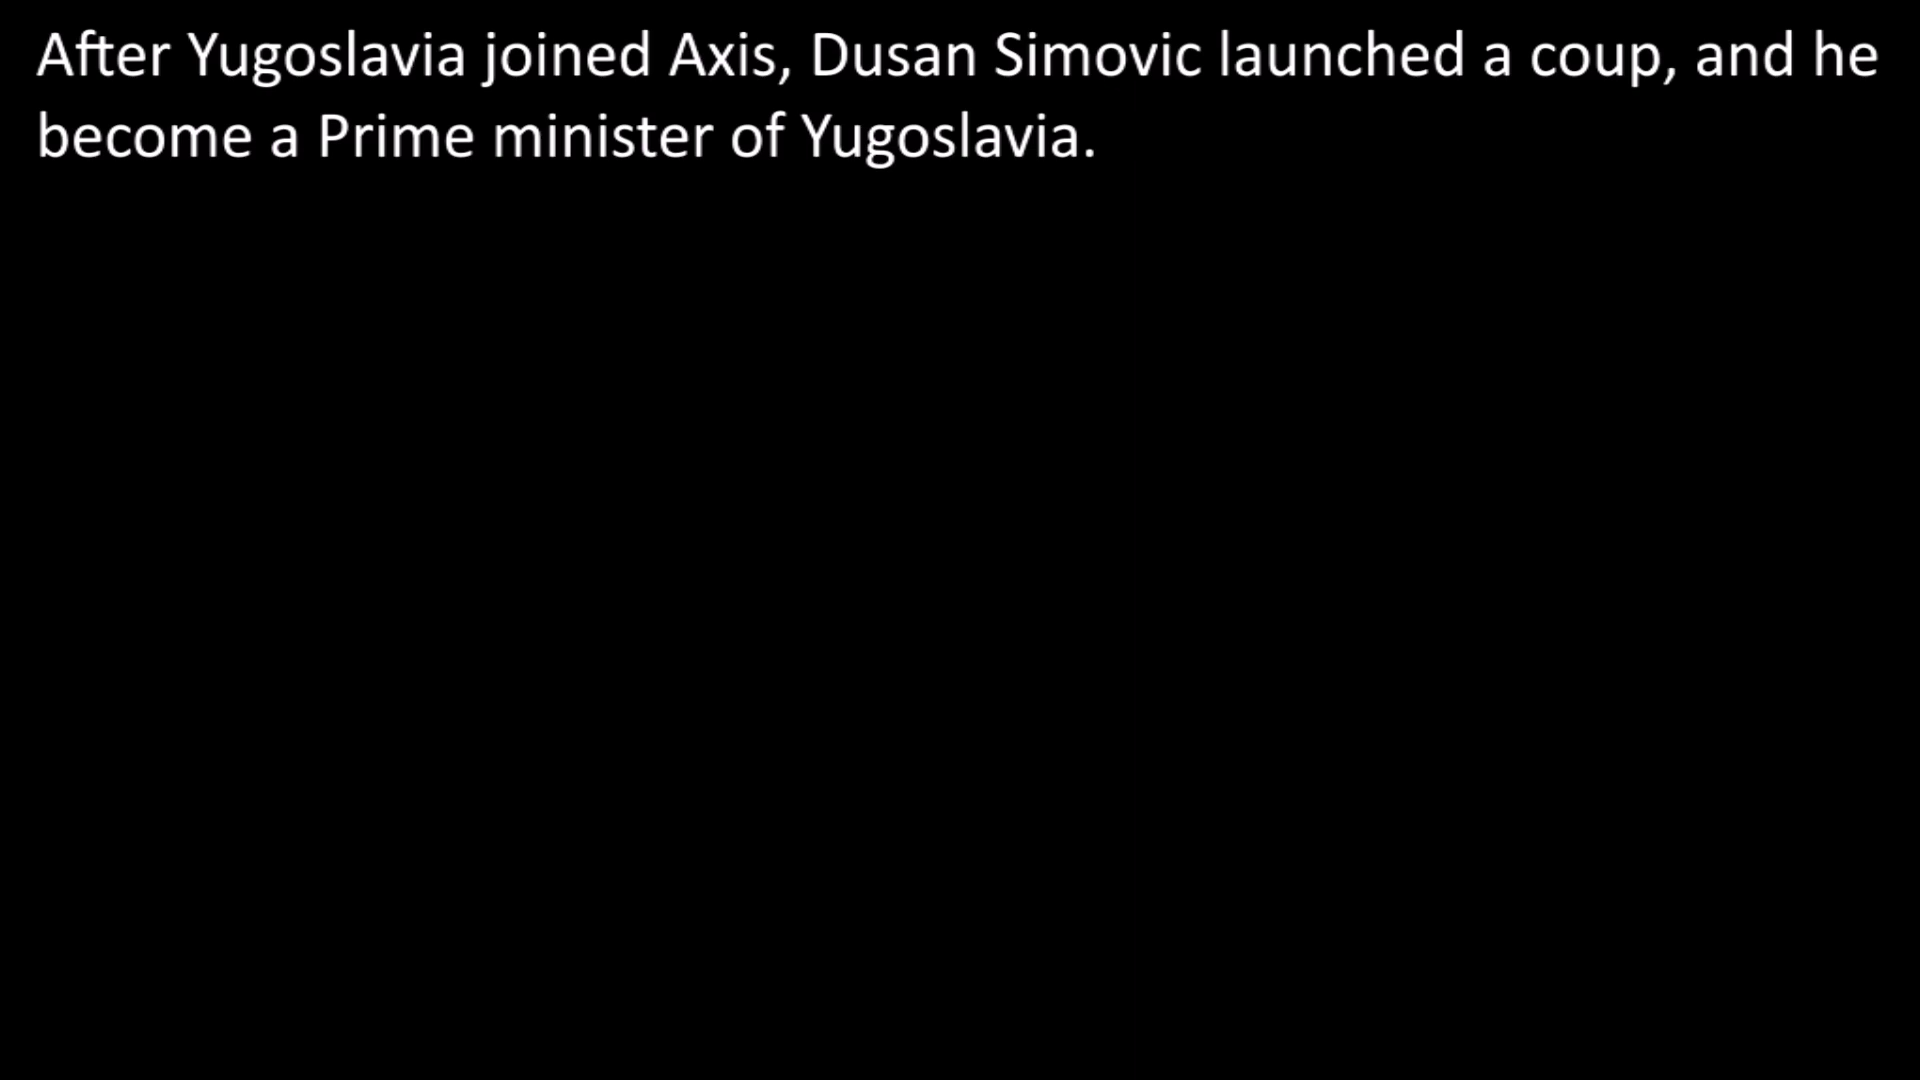 After Yugoslavia joined Axis, Dusan Simovic launched a coup, and he
become a Prime minister of Yugoslavia.